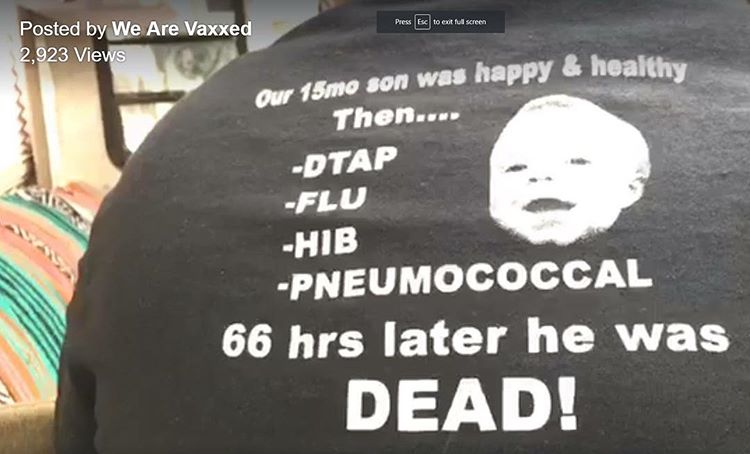 Press Esc to exit full screen
Posted by We Are Vaxxed
2,923 Views
Our 15mo son was happy & healthy
Then....
-DTAP
-FLU
-HIB
-PNEUMOCOCCAL
66 hrs later he was
DEAD!